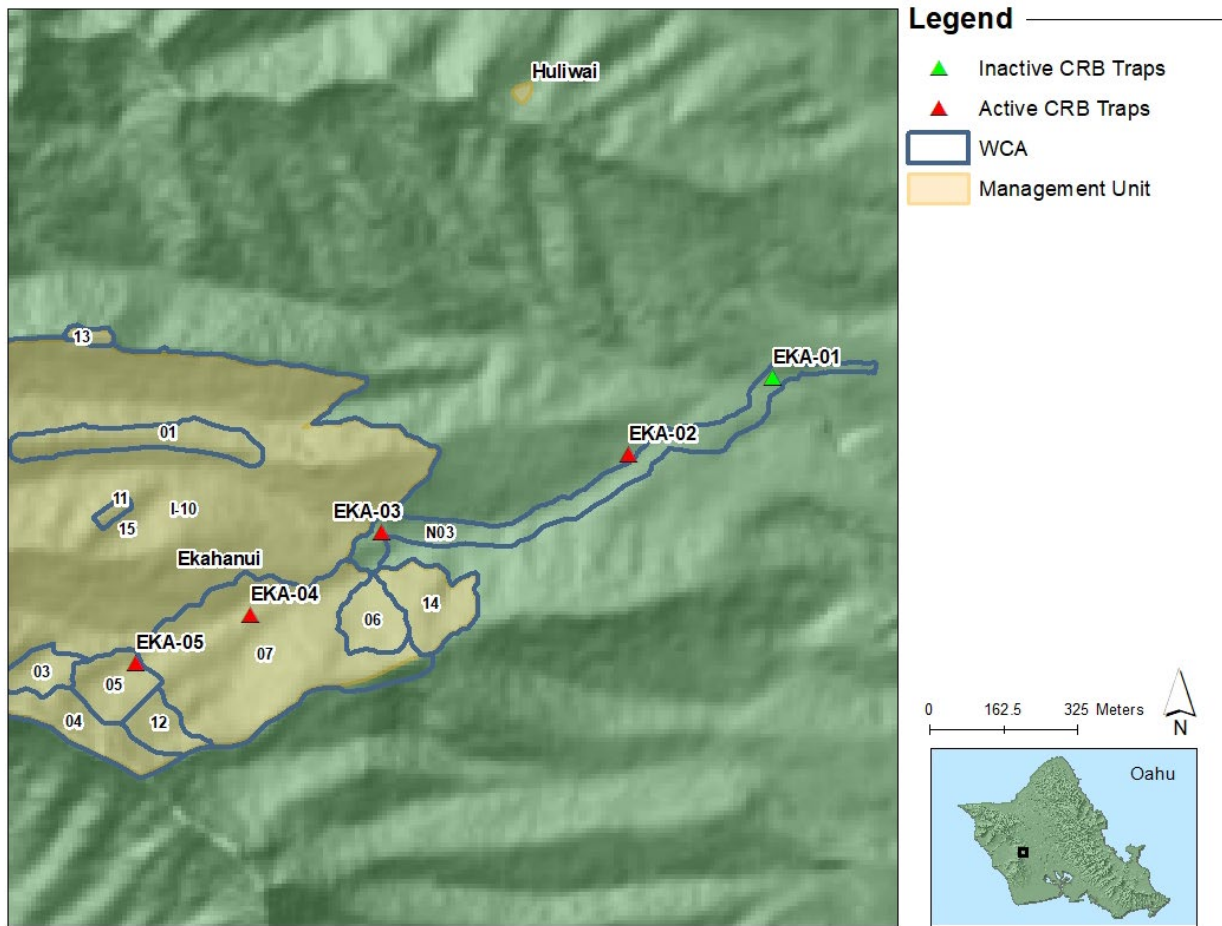 Legend
Inactive CRB Traps
Active CRB Traps
WCA
Management Unit
Huliwai
13
EKA-01
01
EKA-02
11
I-10
15
EKA-03
N03
Ekahanui
EKA-04
14
06
EKA-05
07
03
05
04
12
0 162.5 325 Meters
N
Oahu